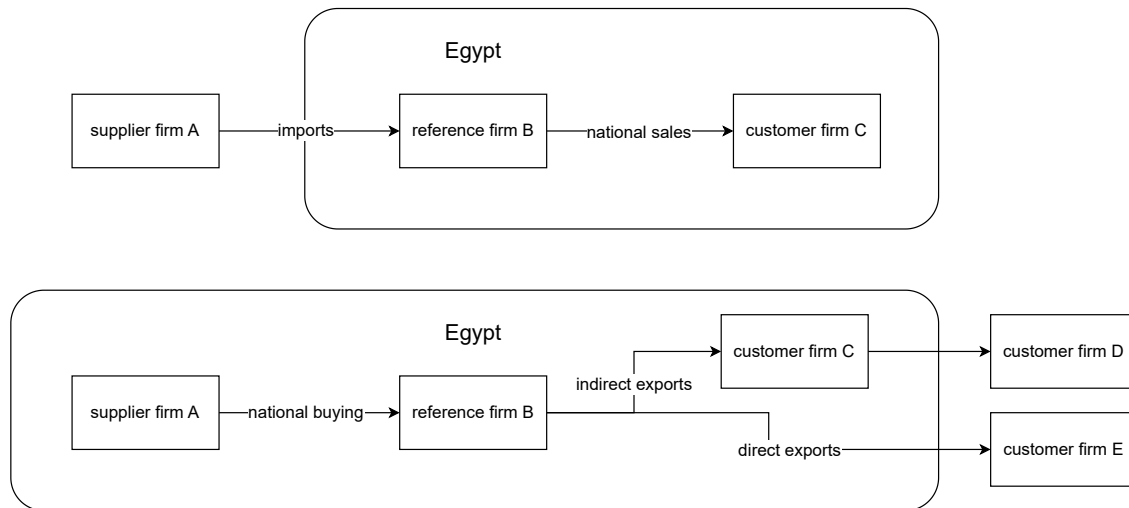 Egypt
supplier firm A
imports
reference firm B
national sales
customer firm C
Egypt
customer firm C
customer firm D
indirect exports
supplier firm A
national buying
reference firm B
direct exports
customer firm E